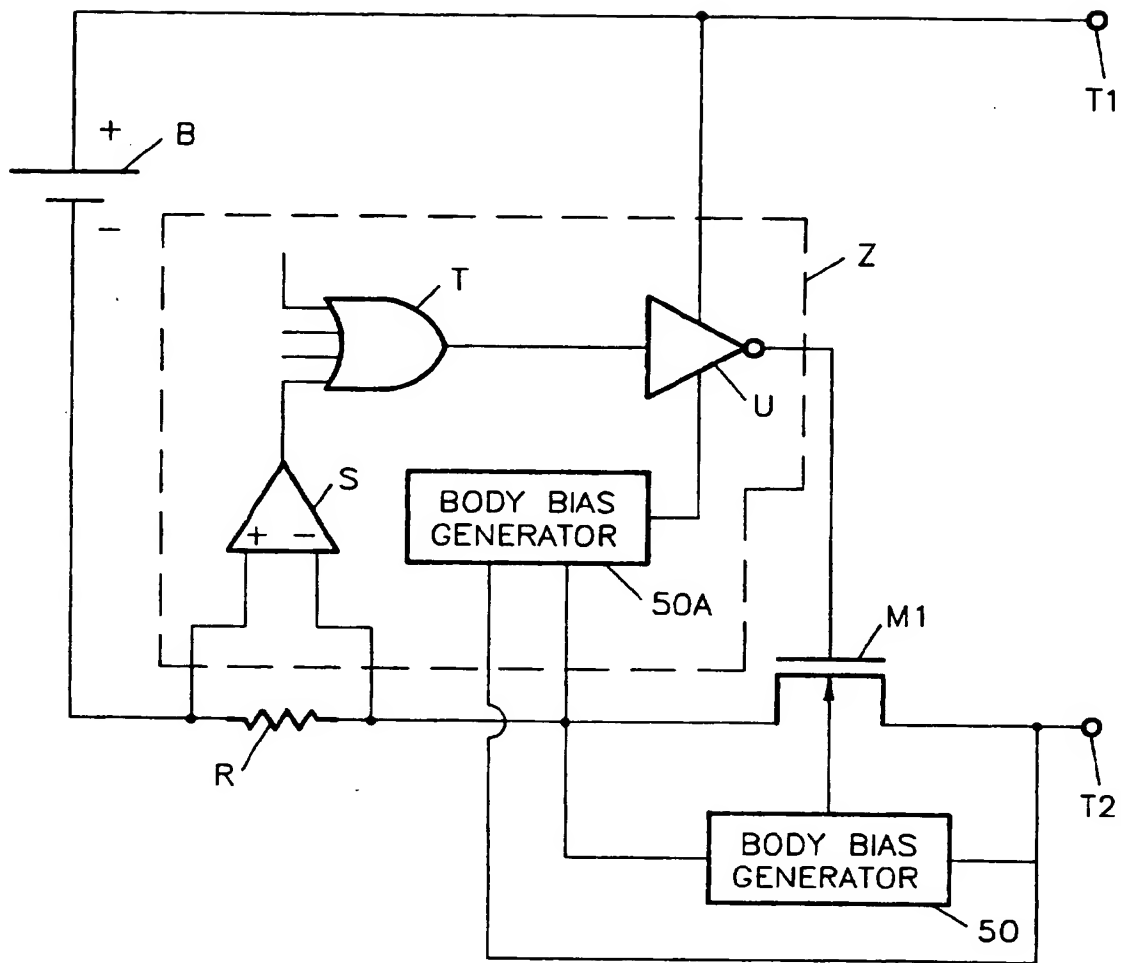 T1
+
B
-
Z
T
U
S
+ -
BODY BIAS
GENERATOR
50A
M1
R
T2
BODY BIAS
GENERATOR
50